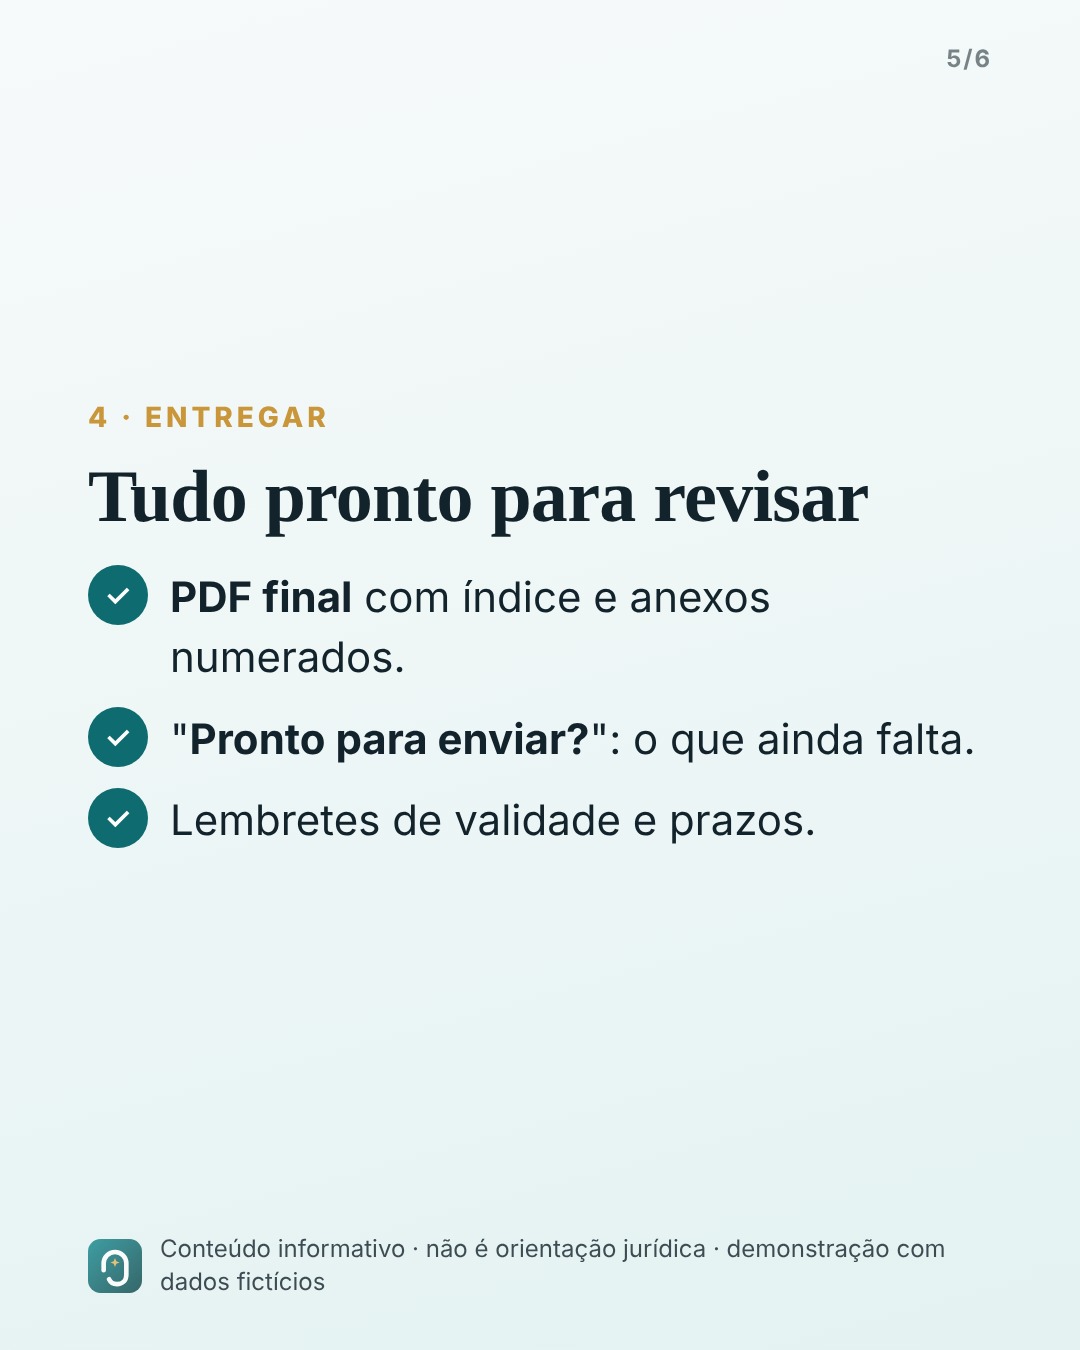 5/6
4 · ENTREGAR
Tudo pronto para revisar
PDF final com índice e anexos
numerados.
"Pronto para enviar?": o que ainda falta.
Lembretes de validade e prazos.
Conteúdo informativo · não é orientação jurídica · demonstração com
dados fictícios